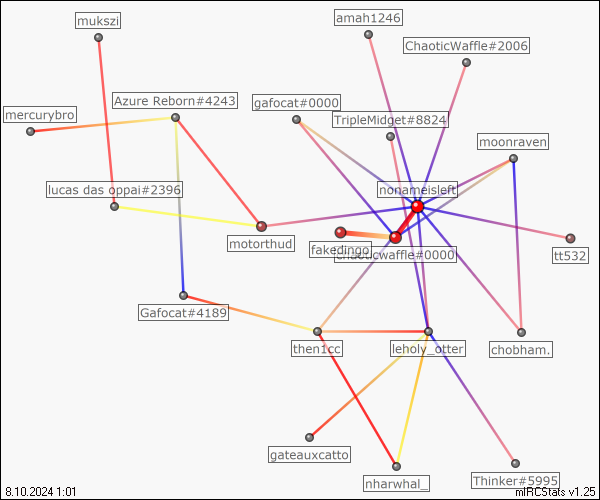 amah1246
mukszi
ChaoticWaffle#2006
Azure Reborn#4243
gafocat#0000
mercurybro
TripleMidget#8824
moonraven
lucas das oppai#2396
nonameisleft
motorthud
fakedingo
chaoticwaffle#0000
tt532
Gafocat#4189
then1cc
leholy_otter
chobham.
gateauxcatto
nharwhal_
Thinker#5995
8.10.2024 1:01
mIRCStats v1.25